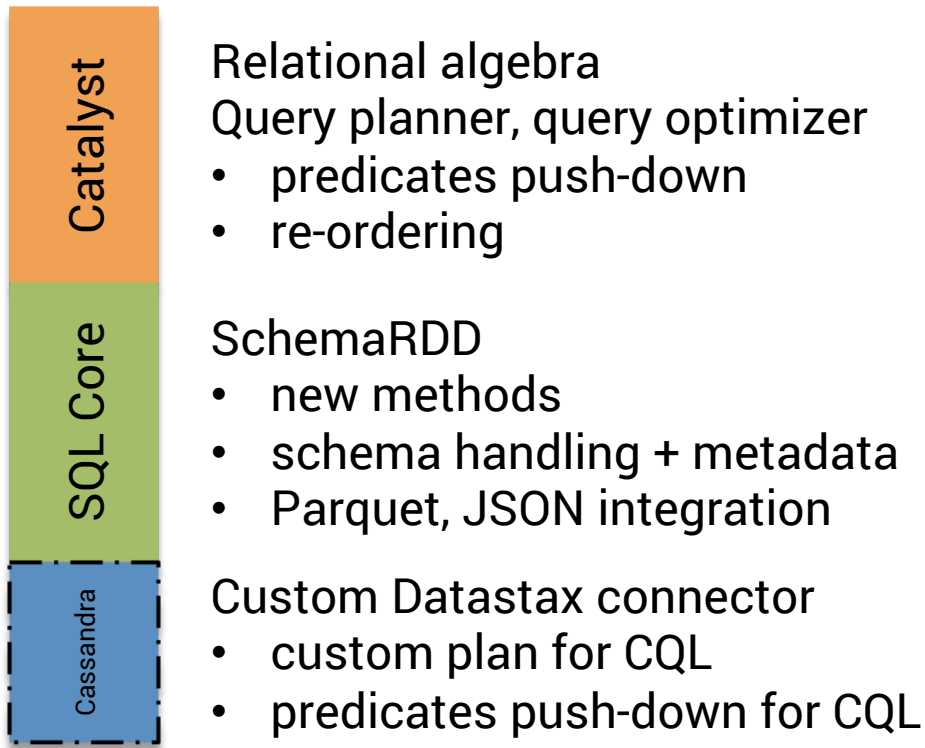 Catalyst
Relational algebra
Query planner, query optimizer
• predicates push-down
• re-ordering
SQL Core
SchemaRDD
• new methods
• schema handling + metadata
• Parquet, JSON integration
Cassandra
Custom Datastax connector
• custom plan for CQL
• predicates push-down for CQL